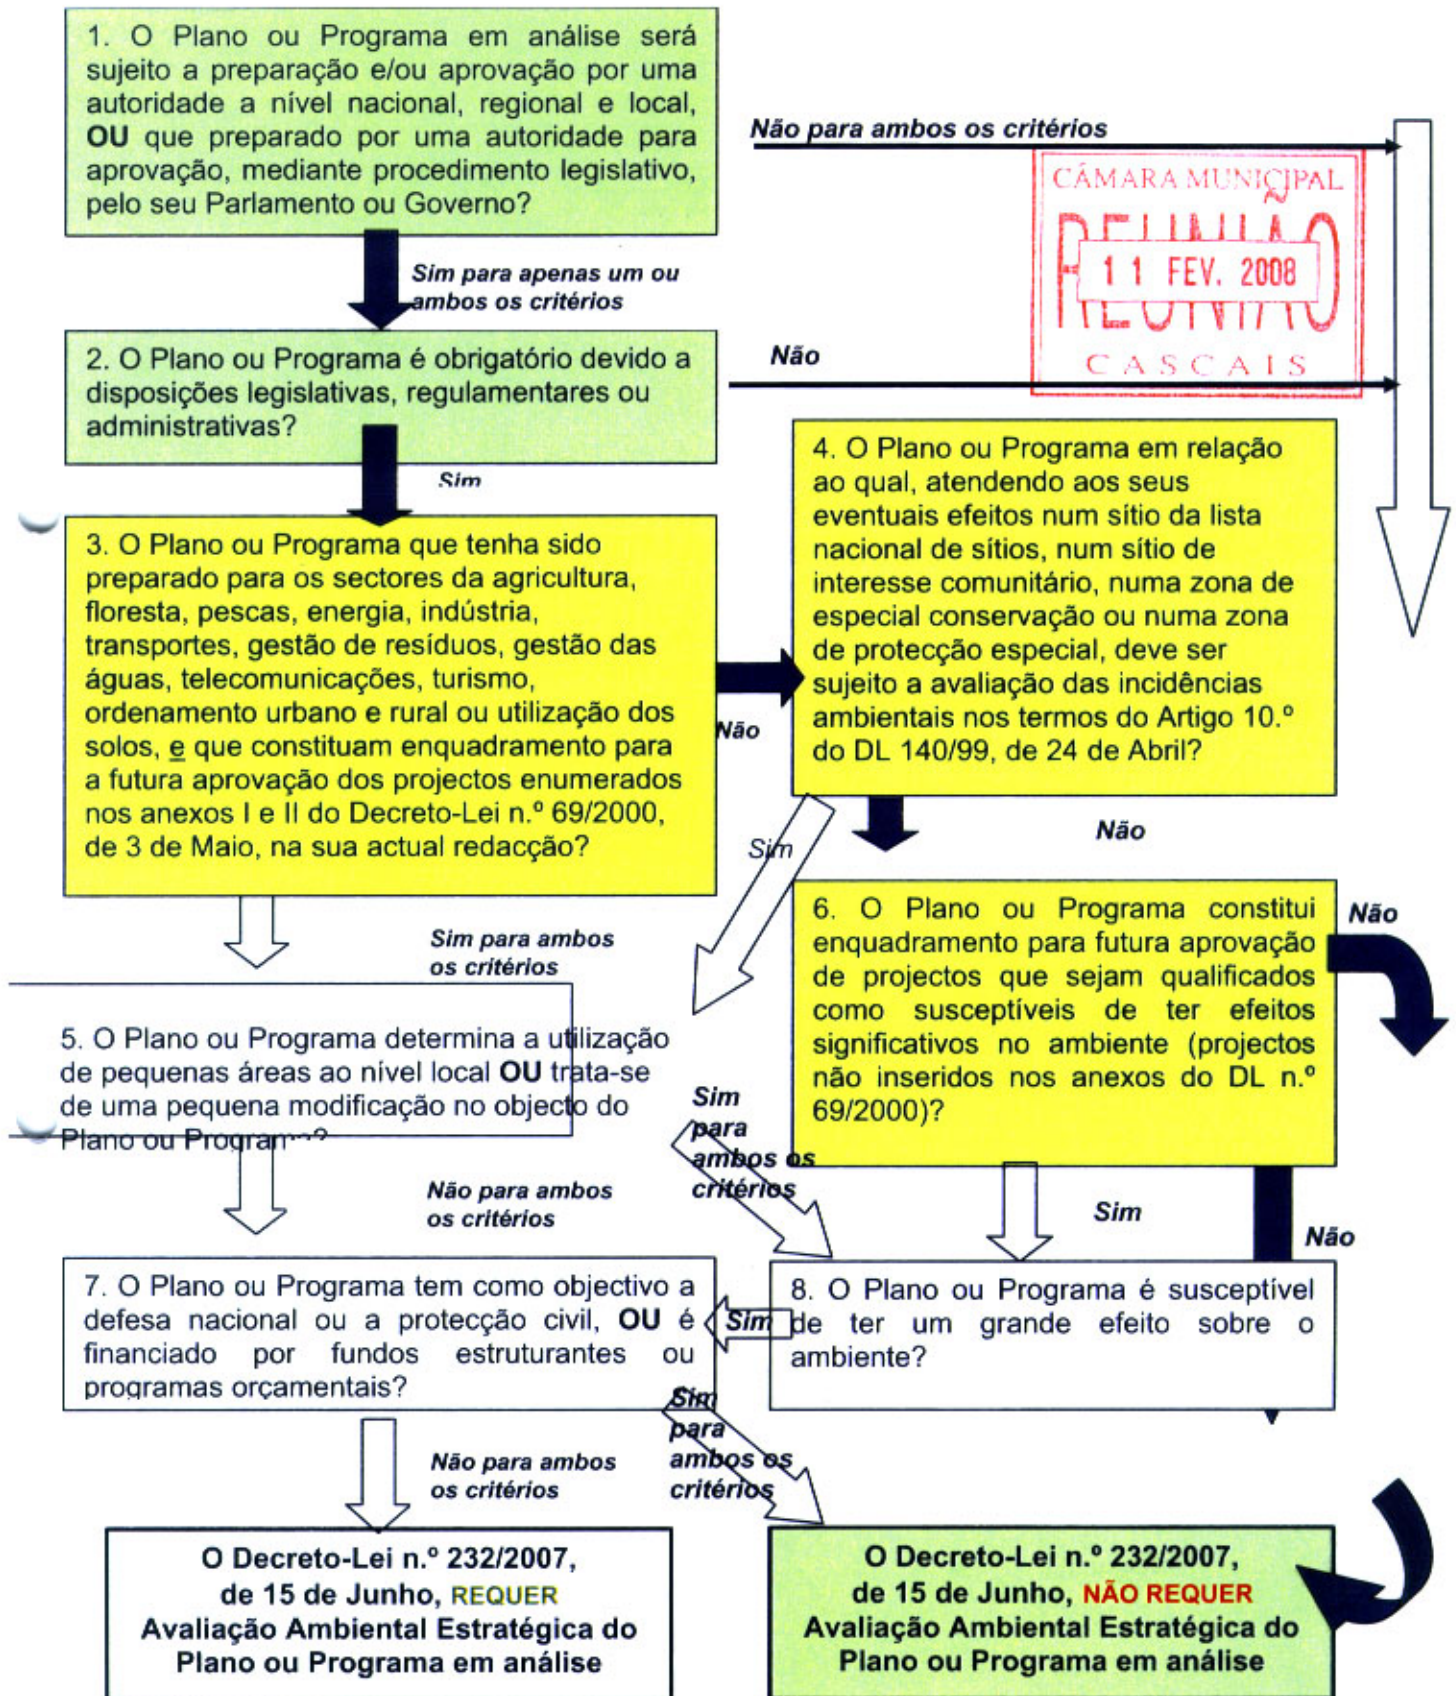 1. O Plano ou Programa em análise será
sujeito a preparação e/ou aprovação por uma
autoridade a nível nacional, regional e local,
OU que preparado por uma autoridade para
aprovação, mediante procedimento legislativo,
pelo seu Parlamento ou Governo?
Não para ambos os critérios
CÂMARA MUNICIPAL
REUNIÃO
11 FEV. 2008
CASCAIS
Sim para apenas um ou
ambos os critérios
2. O Plano ou Programa é obrigatório devido a
disposições legislativas, regulamentares ou
administrativas?
Não
Sim
3. O Plano ou Programa que tenha sido
preparado para os sectores da agricultura,
floresta, pescas, energia, indústria,
transportes, gestão de resíduos, gestão das
águas, telecomunicações, turismo,
ordenamento urbano e rural ou utilização dos
solos, e que constituam enquadramento para
a futura aprovação dos projectos enumerados
nos anexos I e II do Decreto-Lei n.º 69/2000,
de 3 de Maio, na sua actual redacção?
Não
4. O Plano ou Programa em relação
ao qual, atendendo aos seus
eventuais efeitos num sítio da lista
nacional de sítios, num sítio de
interesse comunitário, numa zona de
especial conservação ou numa zona
de protecção especial, deve ser
sujeito a avaliação das incidências
ambientais nos termos do Artigo 10.º
do DL 140/99, de 24 de Abril?
Sim
Não
Sim para ambos
os critérios
5. O Plano ou Programa determina a utilização
de pequenas áreas ao nível local OU trata-se
de uma pequena modificação no objecto do
Plano ou Programa?
6. O Plano ou Programa constitui
enquadramento para futura aprovação
de projectos que sejam qualificados
como susceptíveis de ter efeitos
significativos no ambiente (projectos
não inseridos nos anexos do DL n.º
69/2000)?
Não
Sim
para
ambos os
critérios
Não para ambos
os critérios
Sim
Não
7. O Plano ou Programa tem como objectivo a
defesa nacional ou a protecção civil, OU é
financiado por fundos estruturantes ou
programas orçamentais?
Sim
8. O Plano ou Programa é susceptível
de ter um grande efeito sobre o
ambiente?
Sim
para
ambos os
critérios
Não para ambos
os critérios
O Decreto-Lei n.º 232/2007,
de 15 de Junho, REQUER
Avaliação Ambiental Estratégica do
Plano ou Programa em análise
O Decreto-Lei n.º 232/2007,
de 15 de Junho, NÃO REQUER
Avaliação Ambiental Estratégica do
Plano ou Programa em análise